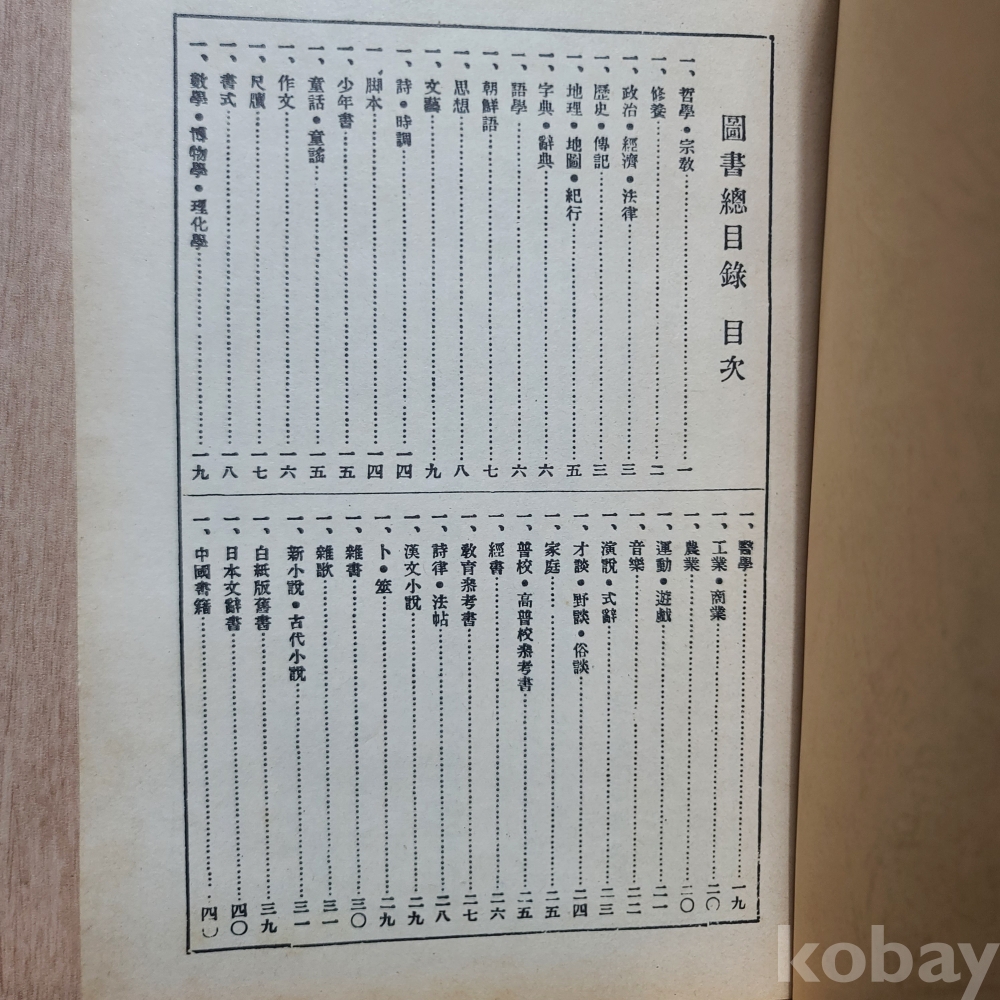 圖書總目錄 目次
一、哲學●宗敎……一
一、修養……二
一、政治●經濟●法律……三
一、歷史●傳記……三
一、地理●地圖●紀行……五
一、字典●辭典……六
一、語學……六
一、朝鮮語……七
一、思想……八
一、文藝……九
一、詩●時調……一四
一、脚本……一四
一、少年書……一五
一、童話●童謠……一五
一、作文……一六
一、尺牘……一七
一、書式……一八
一、數學●博物學●理化學……一九
一、醫學……一九
一、工業●商業……二〇
一、農業……二〇
一、運動●遊戱……二一
一、音樂……二二
一、演說●式辭……二三
一、才談●野談●俗談……二四
一、家庭……二五
一、普校●高普校叅考書……二五
一、經書……二六
一、敎育叅考書……二七
一、詩律●法帖……二八
一、漢文小說……二九
一、卜●筮……二九
一、雜書……三〇
一、雜歌……三一
一、新小說●古代小說……三一
一、白紙版舊書……三九
一、日本文辭書……四〇
一、中國書籍……四〇
kobay